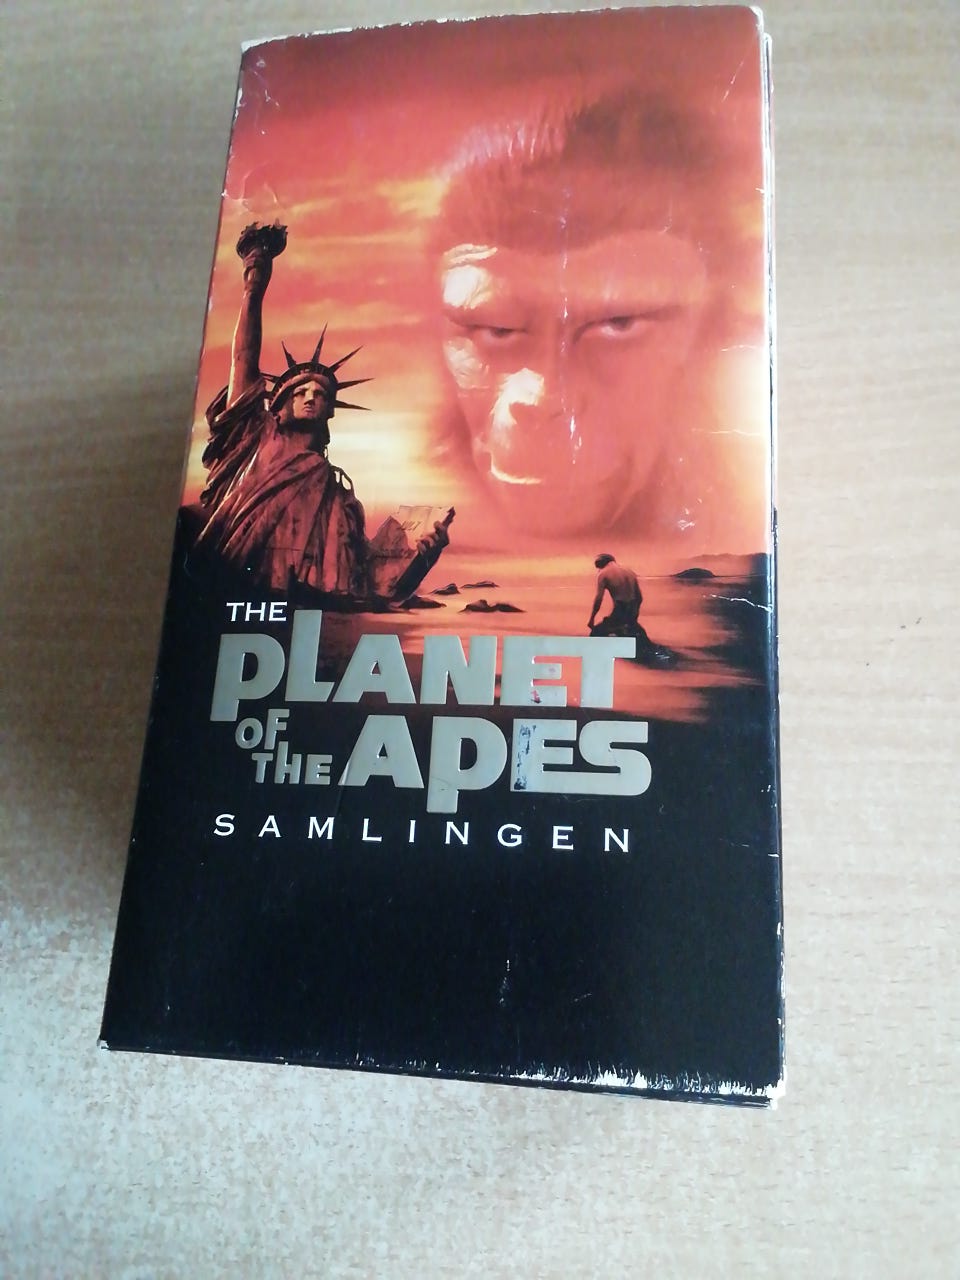 THE
PLANET
OF
THE APES
SAMLINGEN